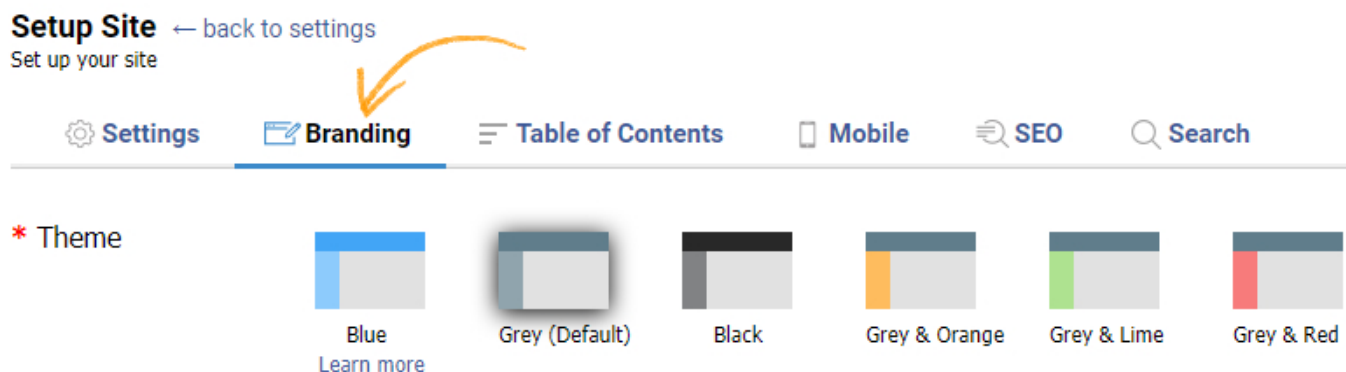 Setup Site ← back to settings
Set up your site
Settings Branding Table of Contents Mobile SEO Search
* Theme
Blue Grey (Default) Black Grey & Orange Grey & Lime Grey & Red
Learn more